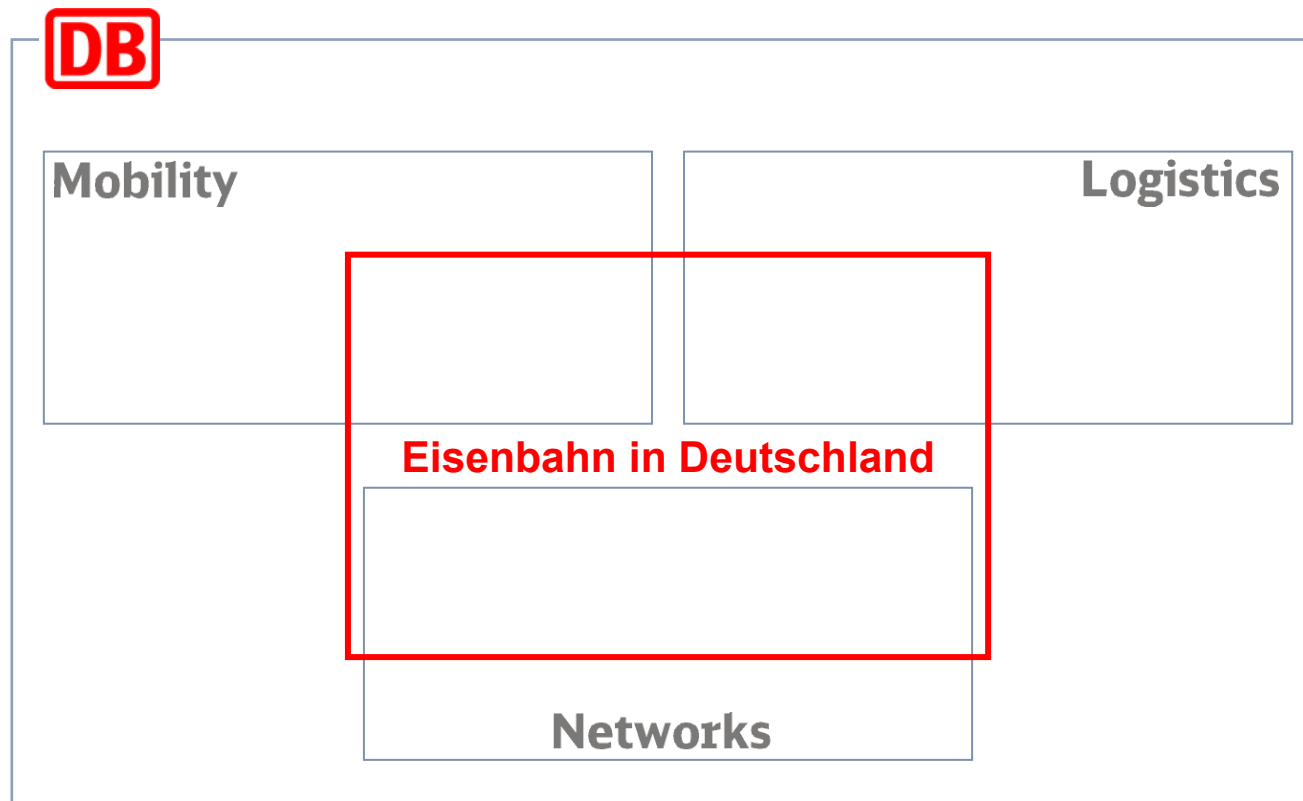 DB
Mobility
Logistics
Eisenbahn in Deutschland
Networks